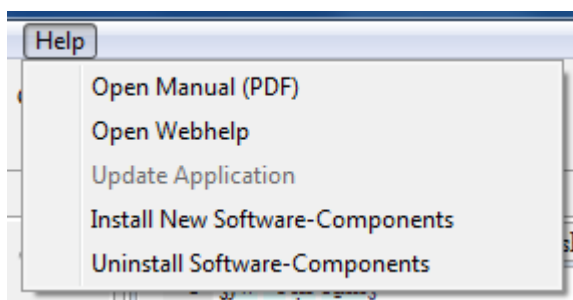 Help
Open Manual (PDF)
Open Webhelp
Update Application
Install New Software-Components
Uninstall Software-Components